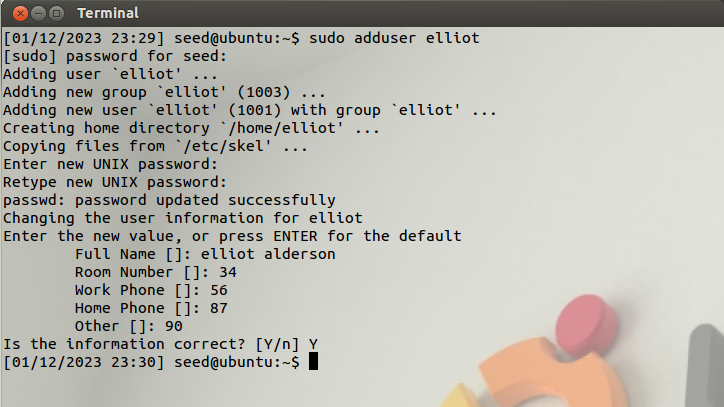 Terminal
[01/12/2023 23:29] seed@ubuntu:~$ sudo adduser elliot
[sudo] password for seed:
Adding user `elliot' ...
Adding new group `elliot' (1003) ...
Adding new user `elliot' (1001) with group `elliot' ...
Creating home directory `/home/elliot' ...
Copying files from `/etc/skel' ...
Enter new UNIX password:
Retype new UNIX password:
passwd: password updated successfully
Changing the user information for elliot
Enter the new value, or press ENTER for the default
        Full Name []: elliot alderson
        Room Number []: 34
        Work Phone []: 56
        Home Phone []: 87
        Other []: 90
Is the information correct? [Y/n] Y
[01/12/2023 23:30] seed@ubuntu:~$